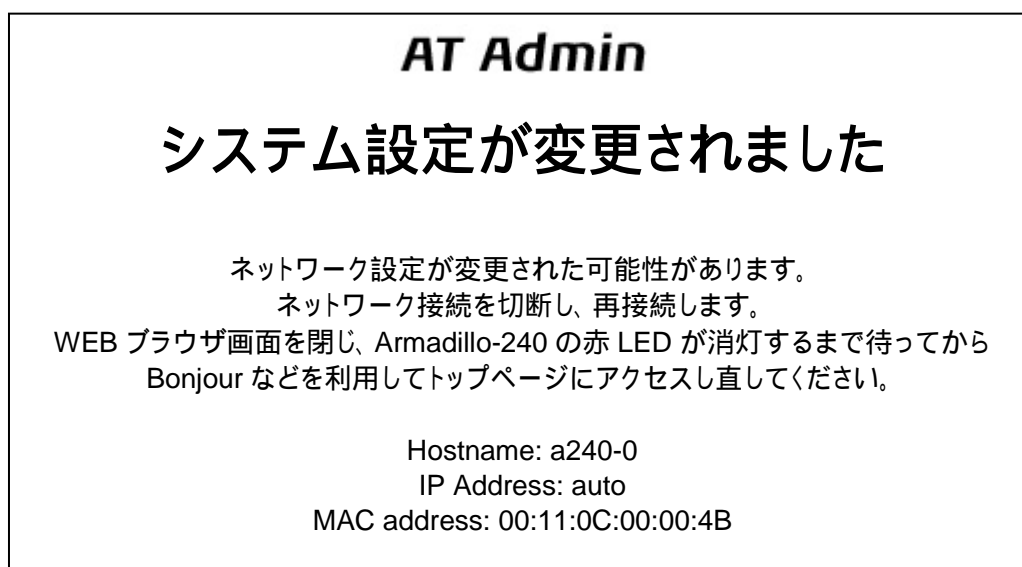 AT Admin
システム設定が変更されました
ネットワーク設定が変更された可能性があります。
ネットワーク接続を切断し、再接続します。
WEB ブラウザ画面を閉じ、Armadillo-240 の赤 LED が消灯するまで待ってから
Bonjour などを利用してトップページにアクセスし直してください。
Hostname: a240-0
IP Address: auto
MAC address: 00:11:0C:00:00:4B